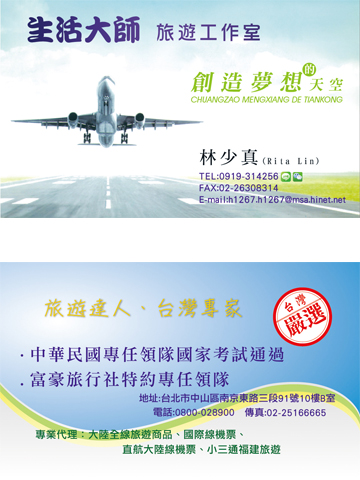 生活大師 旅遊工作室
創造夢想的天空
CHUANGZAO MENGXIANG DE TIANKONG
林少真(Rita Lin)
TEL:0919-314256
FAX:02-26308314
E-mail:h1267.h1267@msa.hinet.net
旅遊達人、台灣專家
台灣
嚴選
.中華民國專任領隊國家考試通過
.富豪旅行社特約專任領隊
地址:台北市中山區南京東路三段91號10樓B室
電話:0800-028900 傳真:02-25166665
專業代理：大陸全線旅遊商品、國際線機票、
直航大陸線機票、小三通福建旅遊